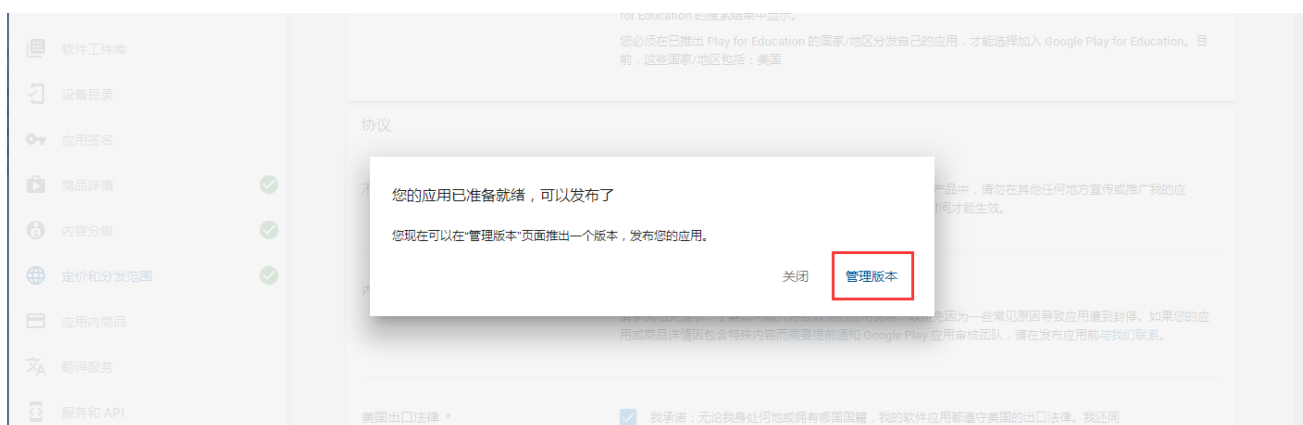 for Education 的搜索结果中显示。
软件工件库
您必须在已推出 Play for Education 的国家/地区分发自己的应用，才能选择加入 Google Play for Education。目
前，这些国家/地区包括：美国
设备目录
协议
应用签名
您的应用已准备就绪，可以发布了
商品详情
产品中，请勿在其他任何地方宣传或推广我的应
时间才能生效。
内容分级
您现在可以在“管理版本”页面推出一个版本，发布您的应用。
定价和分发范围
关闭
管理版本
应用内商品
免因为一些常见原因导致应用遭到封停。如果您的应
用或商品详情因包含特殊内容而需要提前通知 Google Play 应用审核团队，请在发布应用前与我们联系。
翻译服务
服务和 API
美国出口法律 *
我承诺：无论我身处何地或拥有哪国国籍，我的软件应用都遵守美国的出口法律。我还同